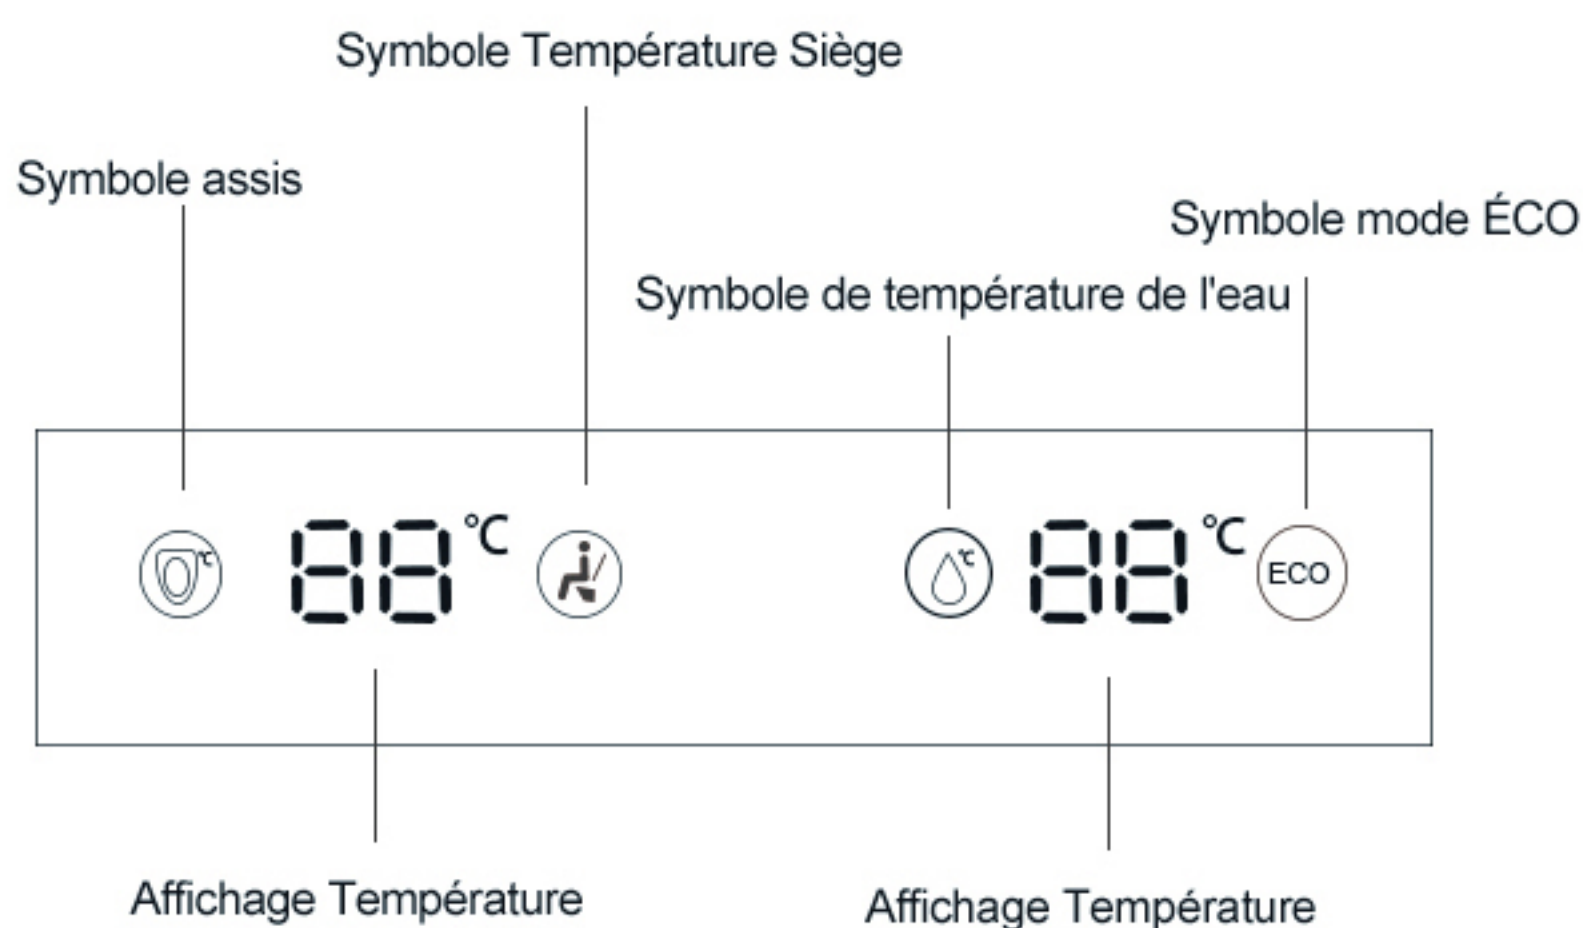 Symbole Température Siège
Symbole assis
Symbole mode ÉCO
Symbole de température de l'eau
°C 88 °C °C 88 °C ECO
Affichage Température
Affichage Température